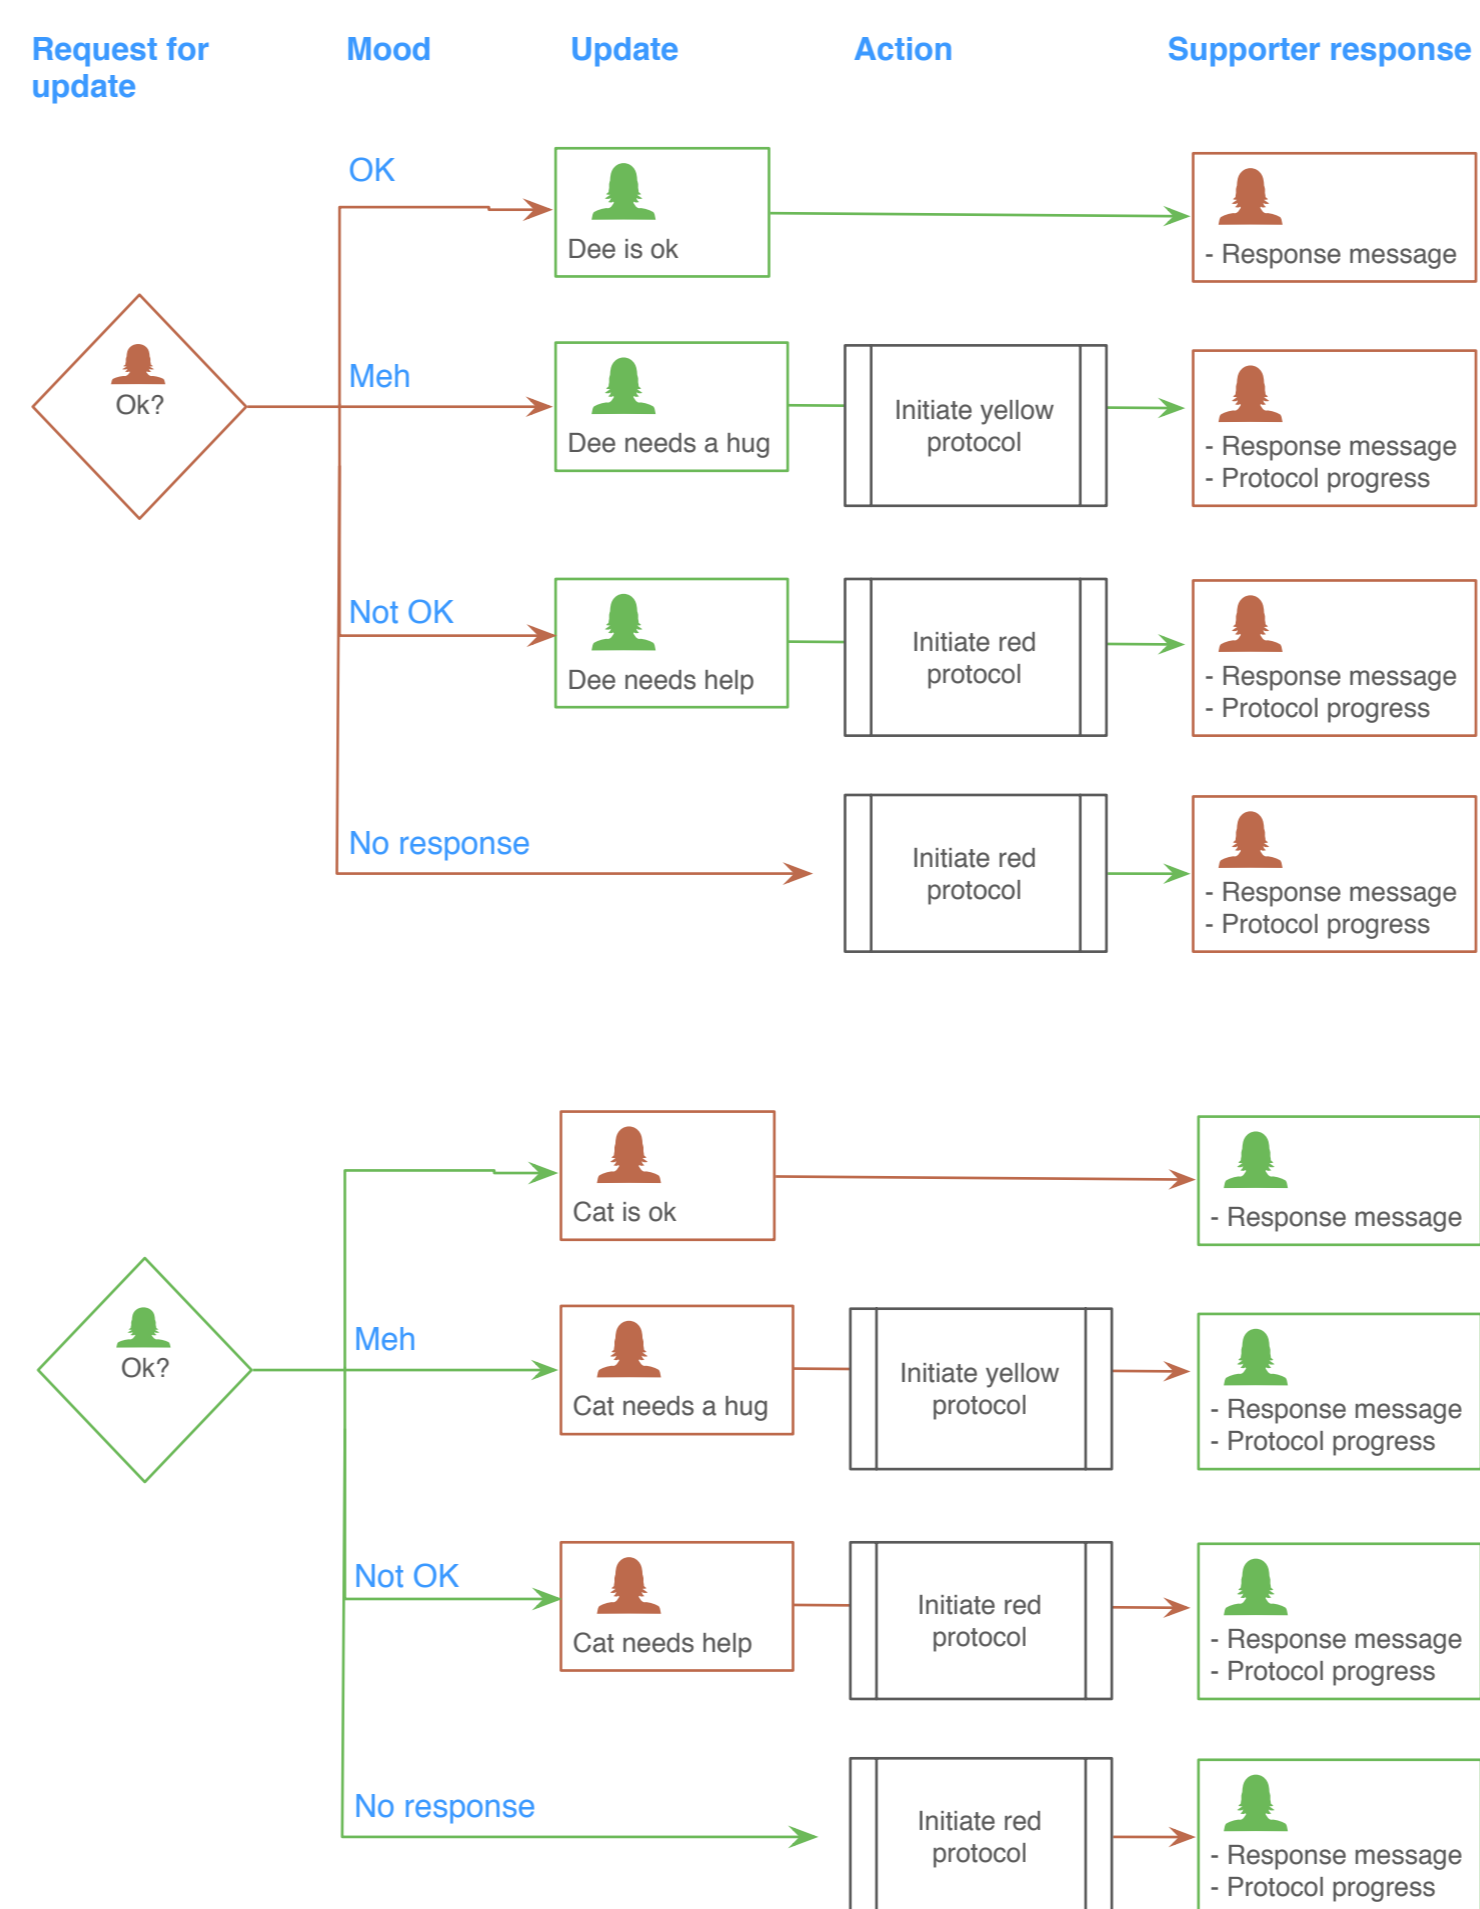 Request for
update
Mood
Update
Action
Supporter response
OK
Dee is ok
- Response message
Ok?
Meh
Dee needs a hug
Initiate yellow
protocol
- Response message
- Protocol progress
Not OK
Dee needs help
Initiate red
protocol
- Response message
- Protocol progress
No response
Initiate red
protocol
- Response message
- Protocol progress
Cat is ok
- Response message
Ok?
Meh
Cat needs a hug
Initiate yellow
protocol
- Response message
- Protocol progress
Not OK
Cat needs help
Initiate red
protocol
- Response message
- Protocol progress
No response
Initiate red
protocol
- Response message
- Protocol progress